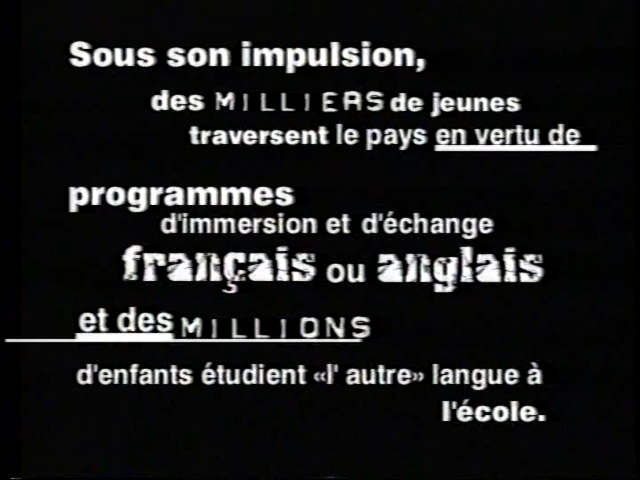 Sous son impulsion,
des MILLIERS de jeunes
traversent le pays en vertu de
programmes
d'immersion et d'échange
français ou anglais
et des MILLIONS
d'enfants étudient «l' autre» langue à
l'école.